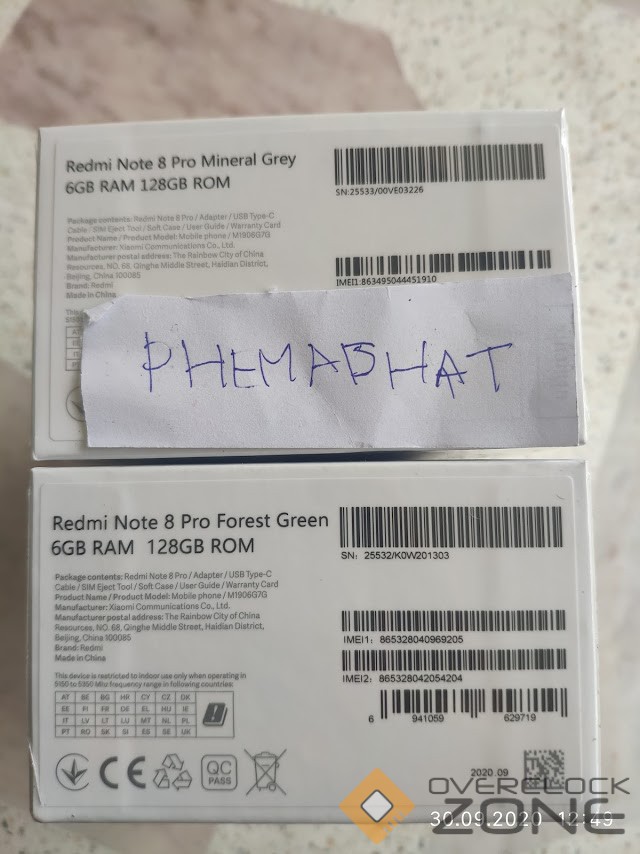 Redmi Note 8 Pro Mineral Grey
6GB RAM 128GB ROM
SN:25533/00VE03226
Package contents: Redmi Note 8 Pro / Adapter / USB Type-C
Cable / SIM Eject Tool / Soft Case / User Guide / Warranty Card
Product Name / Product Model: Mobile phone / M1906G7G
Manufacturer: Xiaomi Communications Co., Ltd.
Manufacturer postal address: The Rainbow City of China
Resources, NO. 68, Qinghe Middle Street, Haidian District,
Beijing, China 100085
Brand: Redmi
Made in China
IMEI1:863495044451910
PHEMABHAT
Redmi Note 8 Pro Forest Green
6GB RAM 128GB ROM
SN: 25532/K0W201303
Package contents: Redmi Note 8 Pro / Adapter / USB Type-C
Cable / SIM Eject Tool / Soft Case / User Guide / Warranty Card
Product Name / Product Model: Mobile phone / M1906G7G
Manufacturer: Xiaomi Communications Co., Ltd.
Manufacturer postal address: The Rainbow City of China
Resources, NO. 68, Qinghe Middle Street, Haidian District,
Beijing, China 100085
Brand: Redmi
Made in China
IMEI1: 865328040969205
IMEI2: 865328042054204
6 941059 629719
This device is restricted to indoor use only when operating in
5150 to 5350 Mhz frequency range in following countries:
AT BE BG HR CY CZ DK
EE FI FR DE EL HU IE
IT LV LT LU MT NL PL
PT RO SK SI ES SE UK
CE
QC
PASS
2020.09
OVERCLOCK
ZONE
30.09.2020 12:49